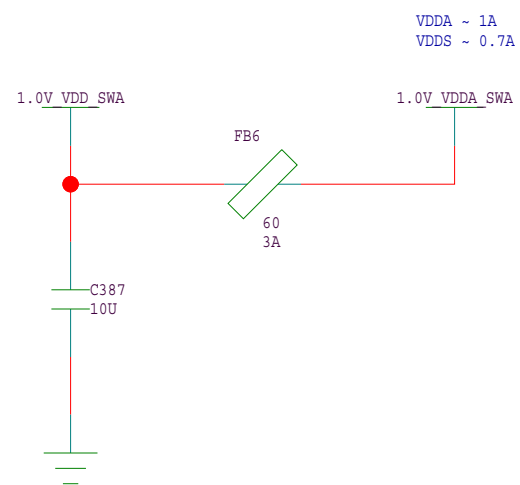 VDDA ~ 1A
VDDS ~ 0.7A
1.0V_VDD_SWA
1.0V_VDDA_SWA
FB6
60
3A
C387
10U